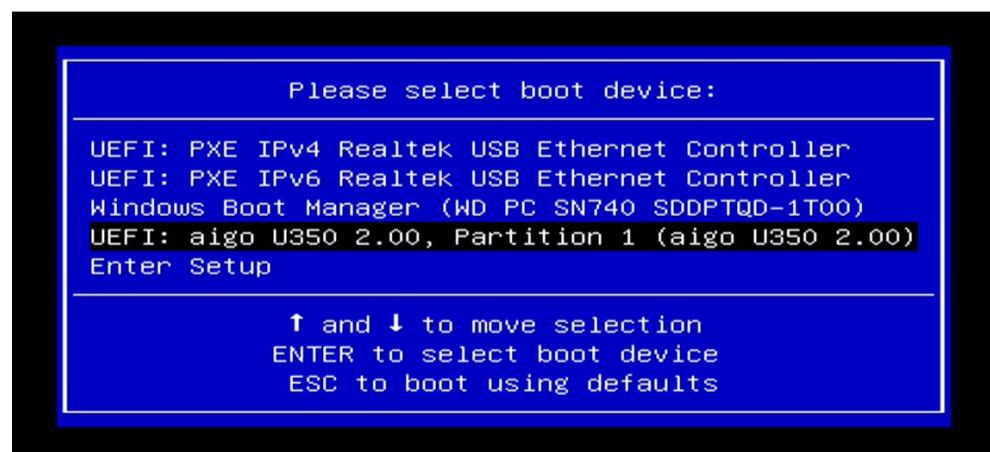 Please select boot device:
UEFI: PXE IPv4 Realtek USB Ethernet Controller
UEFI: PXE IPv6 Realtek USB Ethernet Controller
Windows Boot Manager (WD PC SN740 SDDPTQD-1T00)
UEFI: aigo U350 2.00, Partition 1 (aigo U350 2.00)
Enter Setup
↑ and ↓ to move selection
ENTER to select boot device
ESC to boot using defaults